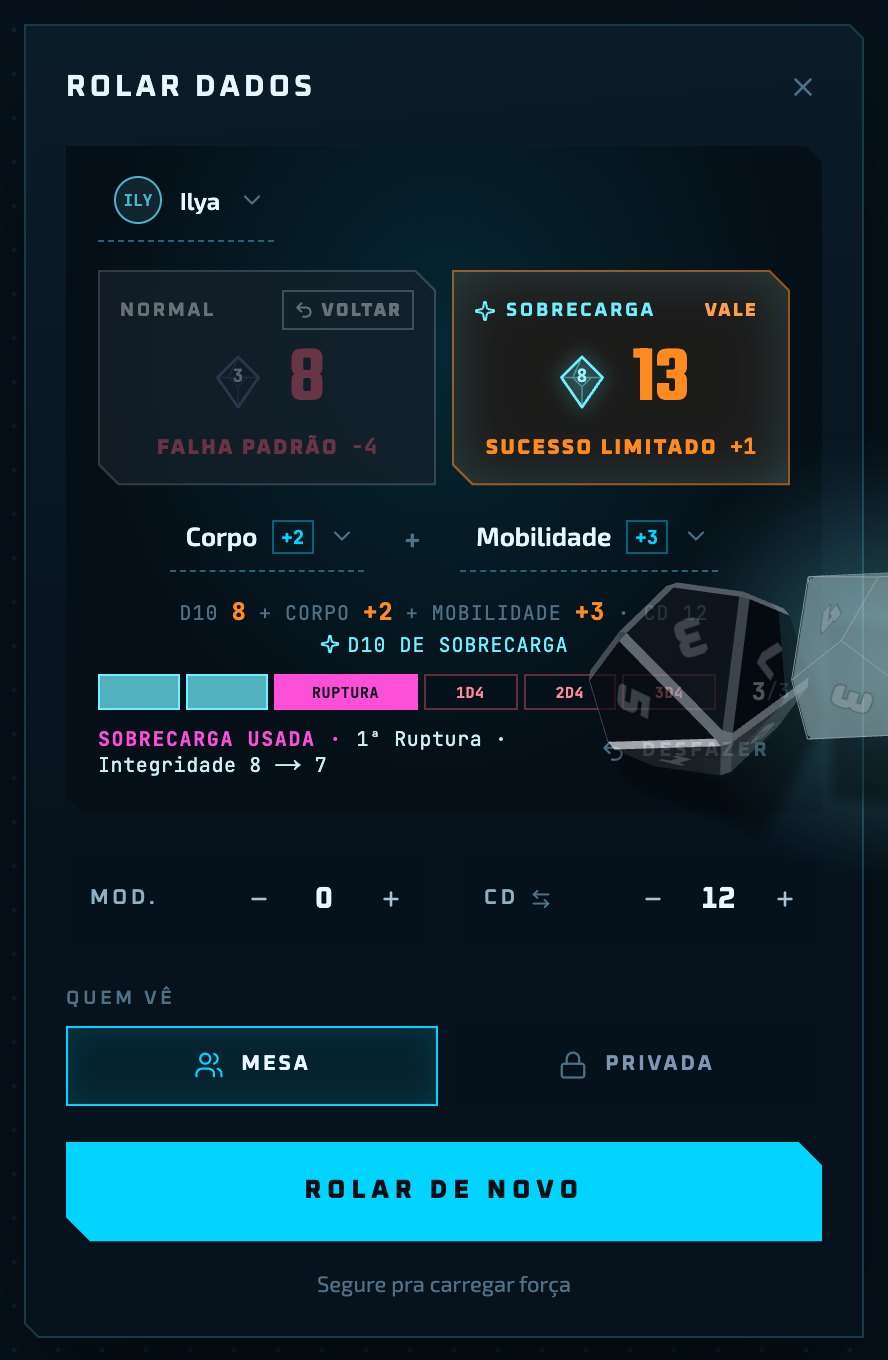 ROLAR DADOS
ILY Ilya
NORMAL VOLTAR
3 8
FALHA PADRÃO -4
SOBRECARGA VALE
8 13
SUCESSO LIMITADO +1
Corpo +2 + Mobilidade +3
D10 8 + CORPO +2 + MOBILIDADE +3 · CD 12
D10 DE SOBRECARGA
RUPTURA 1D4 2D4 3D4 3/3
SOBRECARGA USADA · 1ª Ruptura ·
Integridade 8 → 7
DESFAZER
MOD. − 0 + CD − 12 +
QUEM VÊ
MESA PRIVADA
ROLAR DE NOVO
Segure pra carregar força